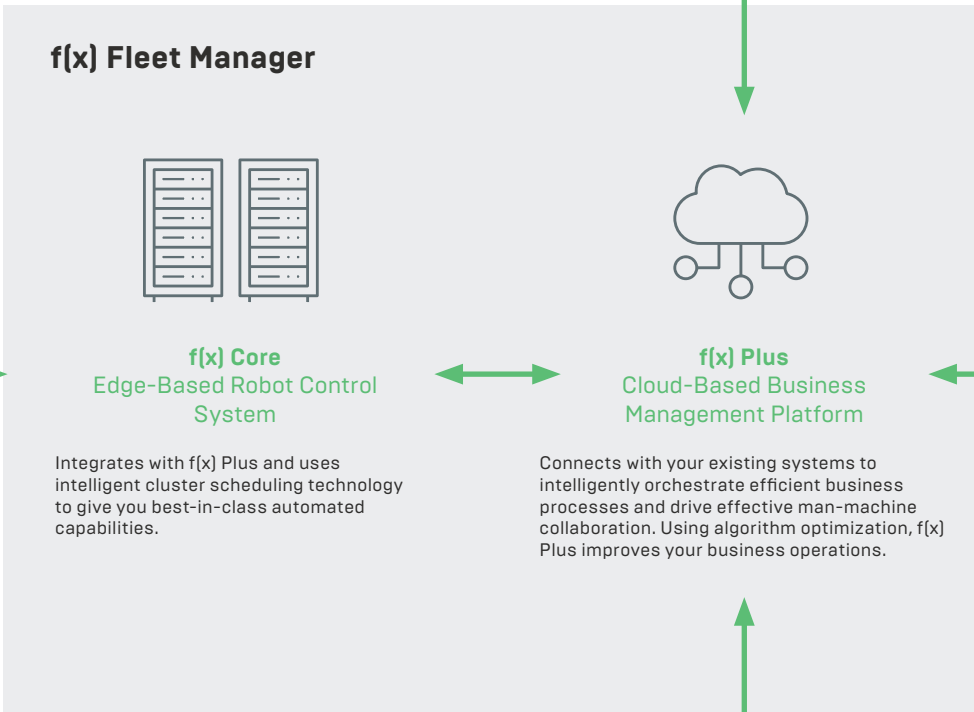 f(x) Fleet Manager
f(x) Core
Edge-Based Robot Control
System
Integrates with f(x) Plus and uses
intelligent cluster scheduling technology
to give you best-in-class automated
capabilities.
f(x) Plus
Cloud-Based Business
Management Platform
Connects with your existing systems to
intelligently orchestrate efficient business
processes and drive effective man-machine
collaboration. Using algorithm optimization, f(x)
Plus improves your business operations.